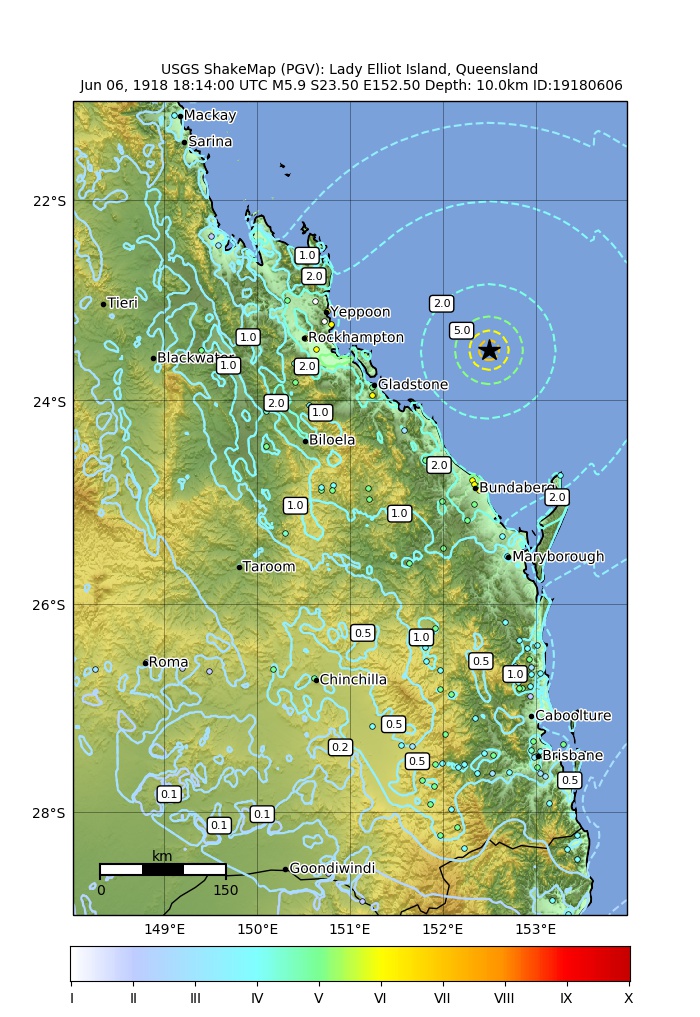 USGS ShakeMap (PGV): Lady Elliot Island, Queensland
Jun 06, 1918 18:14:00 UTC M5.9 S23.50 E152.50 Depth: 10.0km ID:19180606
Mackay
Sarina
22°S
1.0
2.0
Tieri
2.0
Yeppoon
5.0
1.0
Rockhampton
Blackwater
1.0
2.0
Gladstone
24°S
2.0
1.0
Biloela
2.0
Bundaberg
2.0
1.0
1.0
Maryborough
Taroom
26°S
0.5
1.0
Roma
0.5
1.0
Chinchilla
Caboolture
0.5
0.2
Brisbane
0.5
0.5
0.1
28°S
0.1
0.1
km
Goondiwindi
0 150
149°E 150°E 151°E 152°E 153°E
I II III IV V VI VII VIII IX X